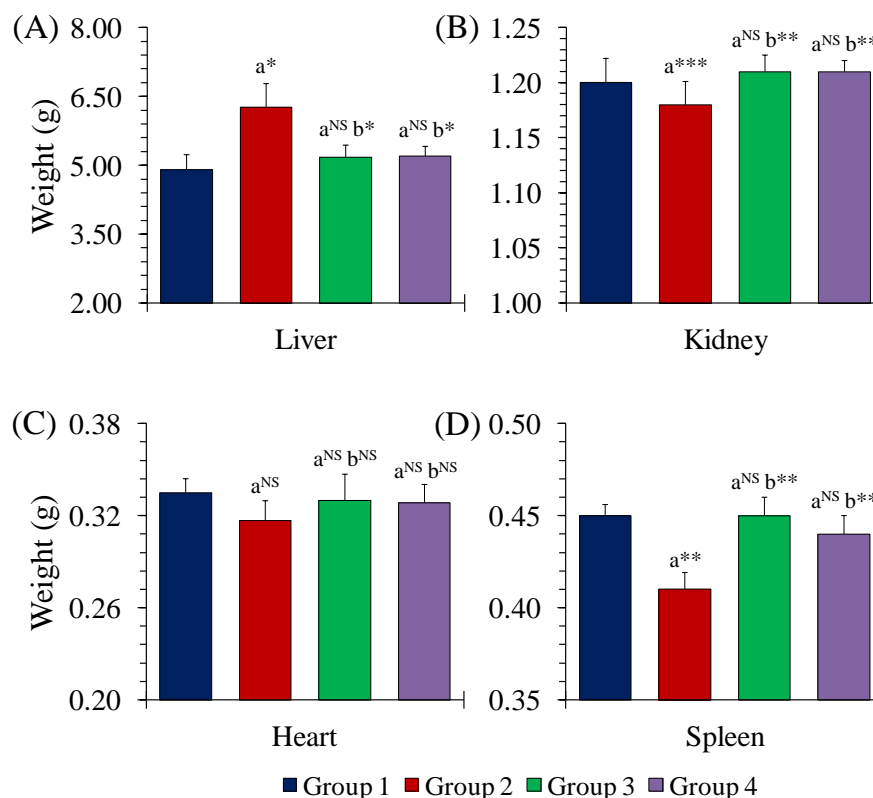 (A)
8.00
6.50
5.00
3.50
2.00
Weight (g)
a*
aNS b*
aNS b*
Liver
(B)
1.25
1.20
1.15
1.10
1.05
1.00
a***
aNS b**
aNS b**
Kidney
(C)
0.38
0.32
0.26
0.20
Weight (g)
aNS
aNS bNS
aNS bNS
Heart
(D)
0.50
0.45
0.40
0.35
a**
aNS b**
aNS b**
Spleen
Group 1 Group 2 Group 3 Group 4